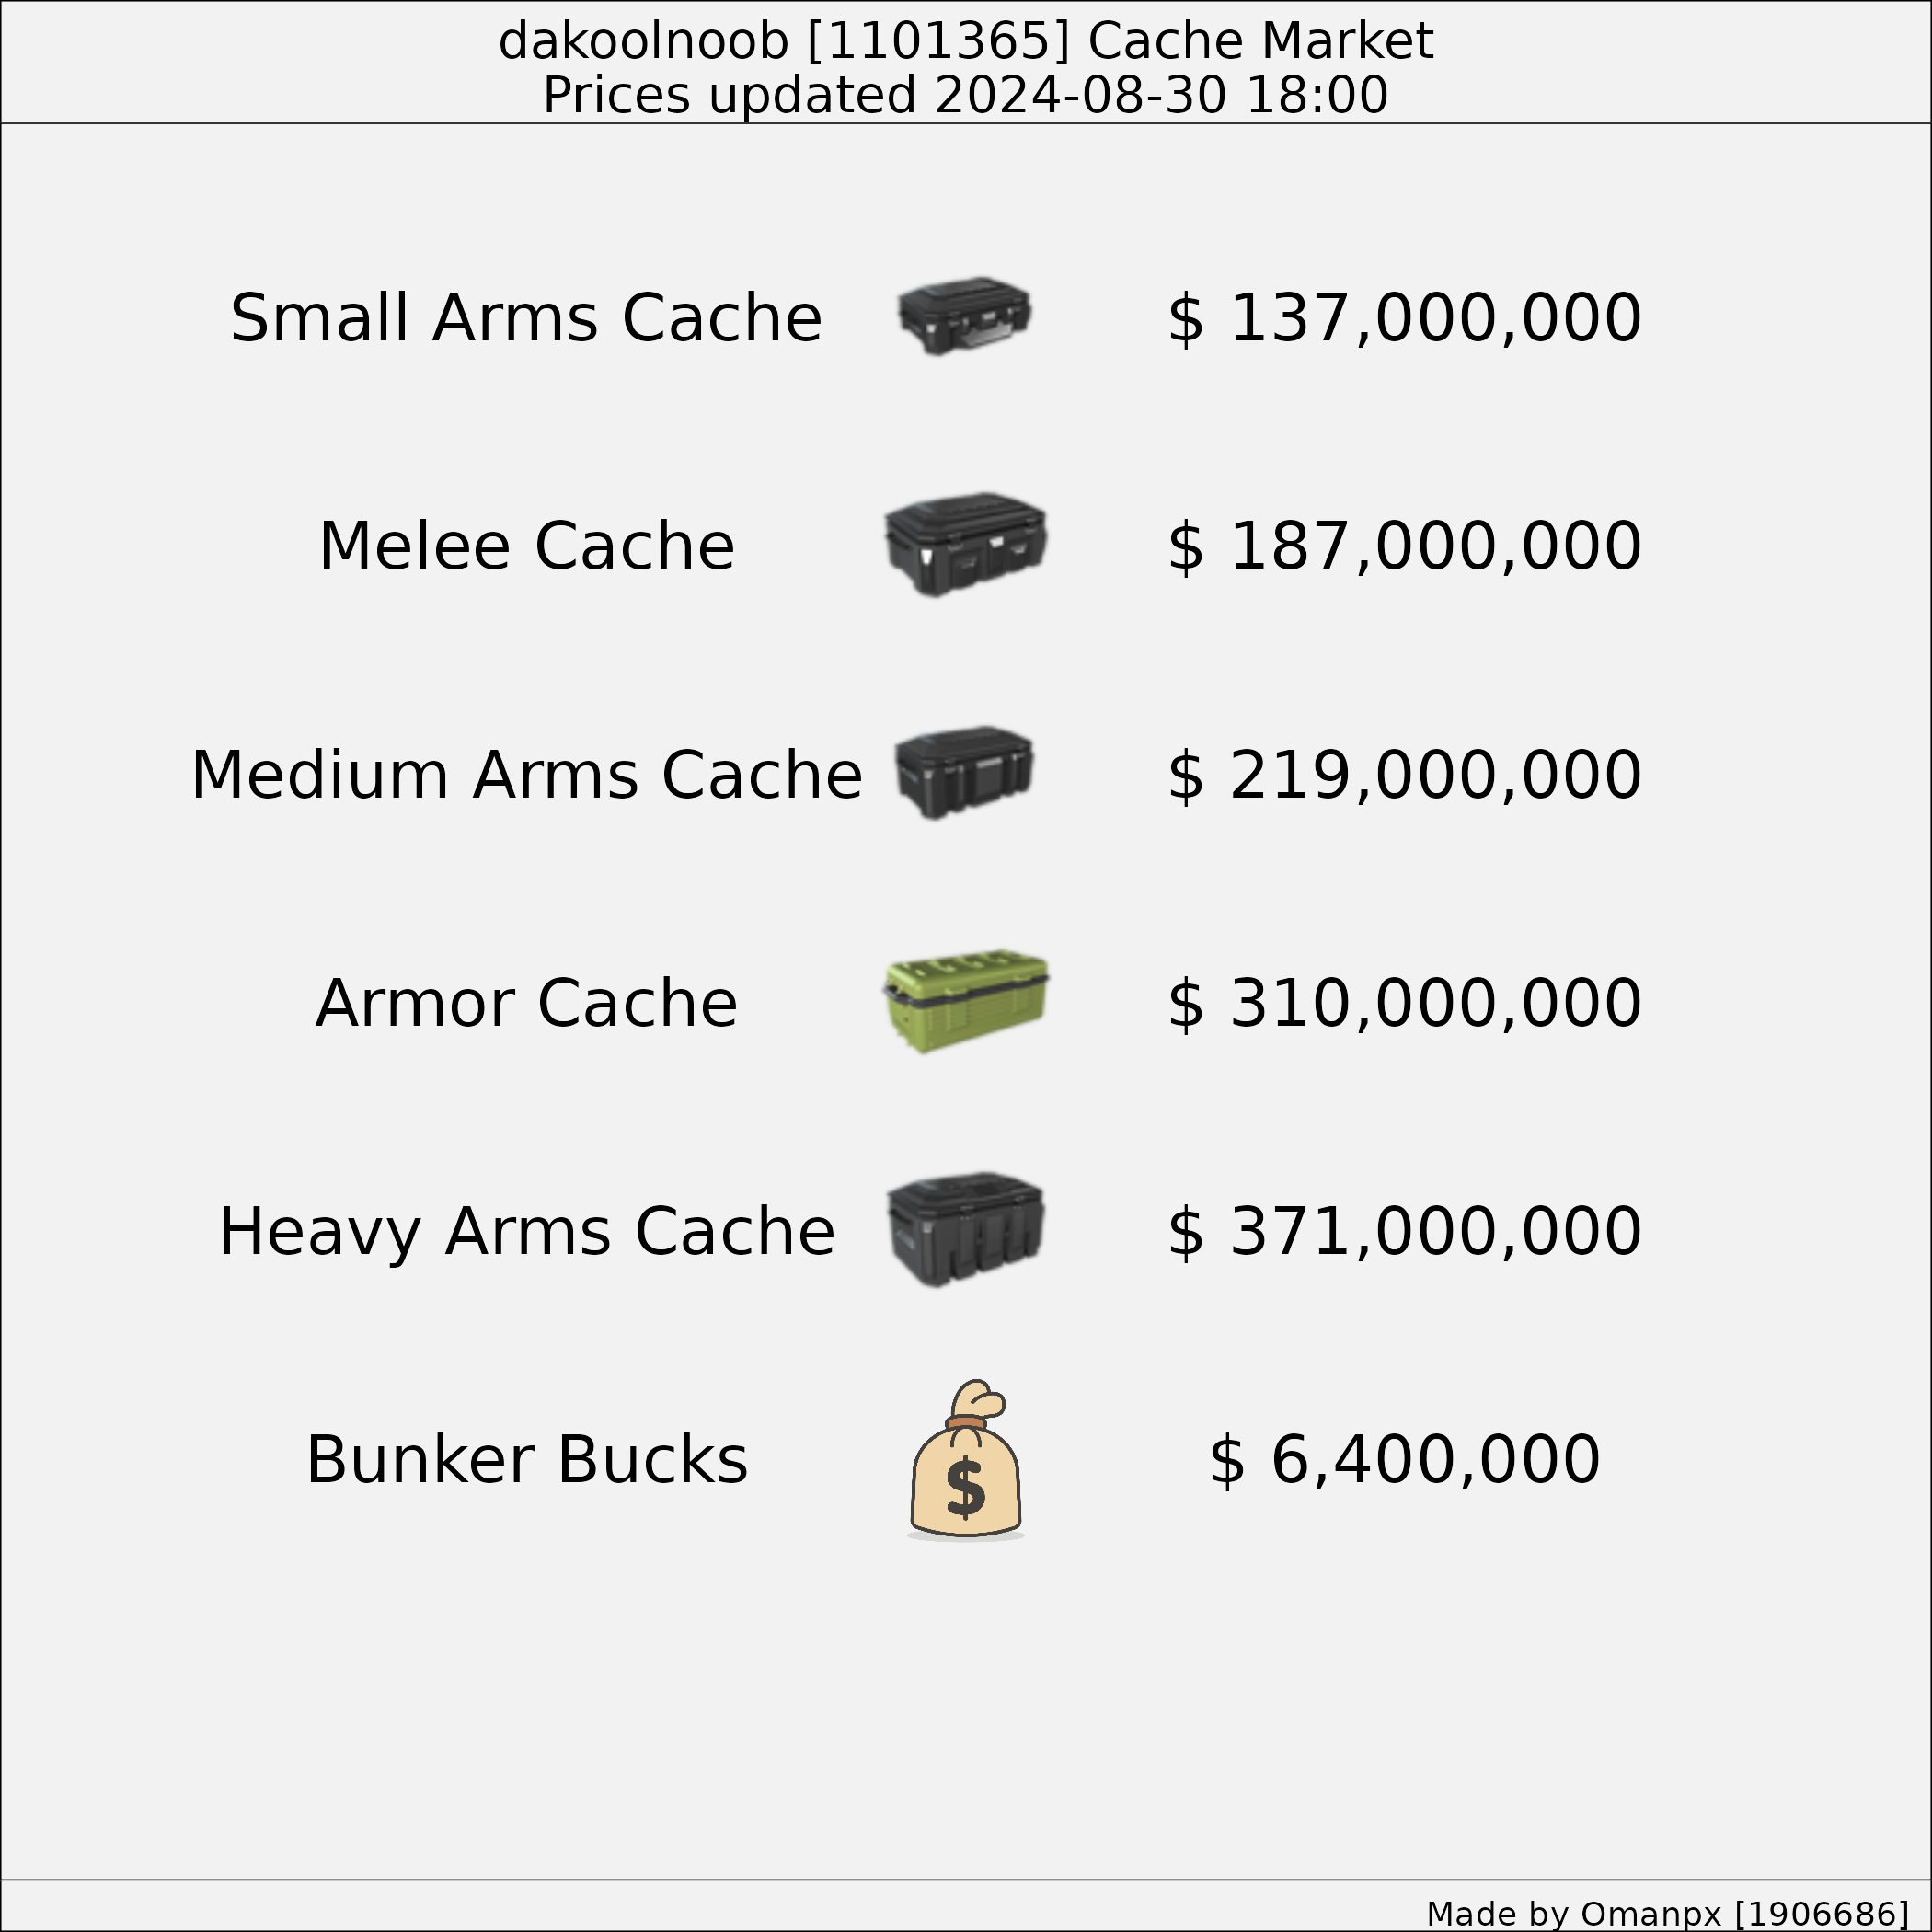 dakoolnoob [1101365] Cache Market
Prices updated 2024-08-30 18:00
Small Arms Cache $ 137,000,000
Melee Cache $ 187,000,000
Medium Arms Cache $ 219,000,000
Armor Cache $ 310,000,000
Heavy Arms Cache $ 371,000,000
Bunker Bucks $ $ 6,400,000
Made by Omanpx [1906686]